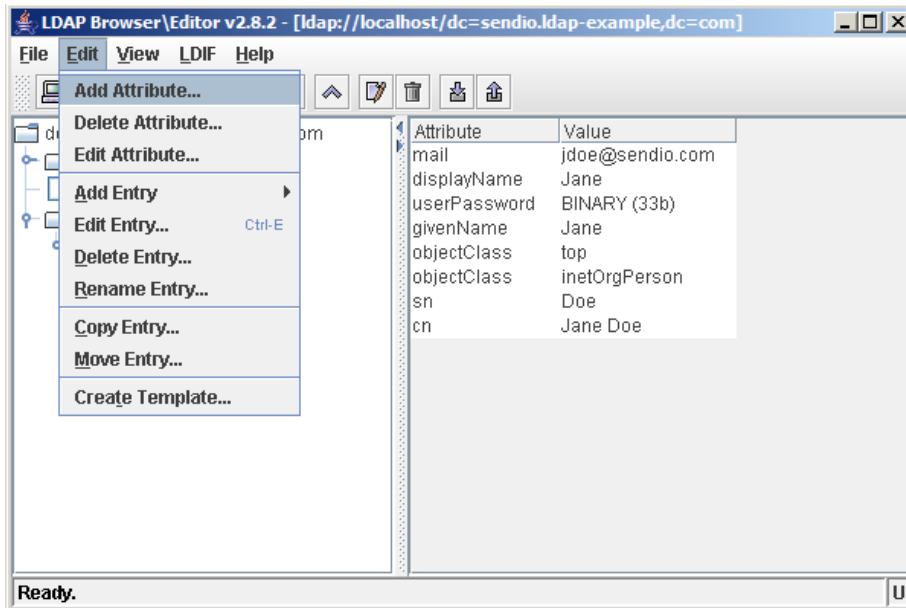 LDAP Browser\Editor v2.8.2 - [ldap://localhost/dc=sendio.ldap-example,dc=com]
File Edit View LDIF Help
Add Attribute...
Delete Attribute...
Edit Attribute...
Add Entry
Edit Entry... Ctrl-E
Delete Entry...
Rename Entry...
Copy Entry...
Move Entry...
Create Template...
Attribute Value
mail jdoe@sendio.com
displayName Jane
userPassword BINARY (33b)
givenName Jane
objectClass top
objectClass inetOrgPerson
sn Doe
cn Jane Doe
Ready.